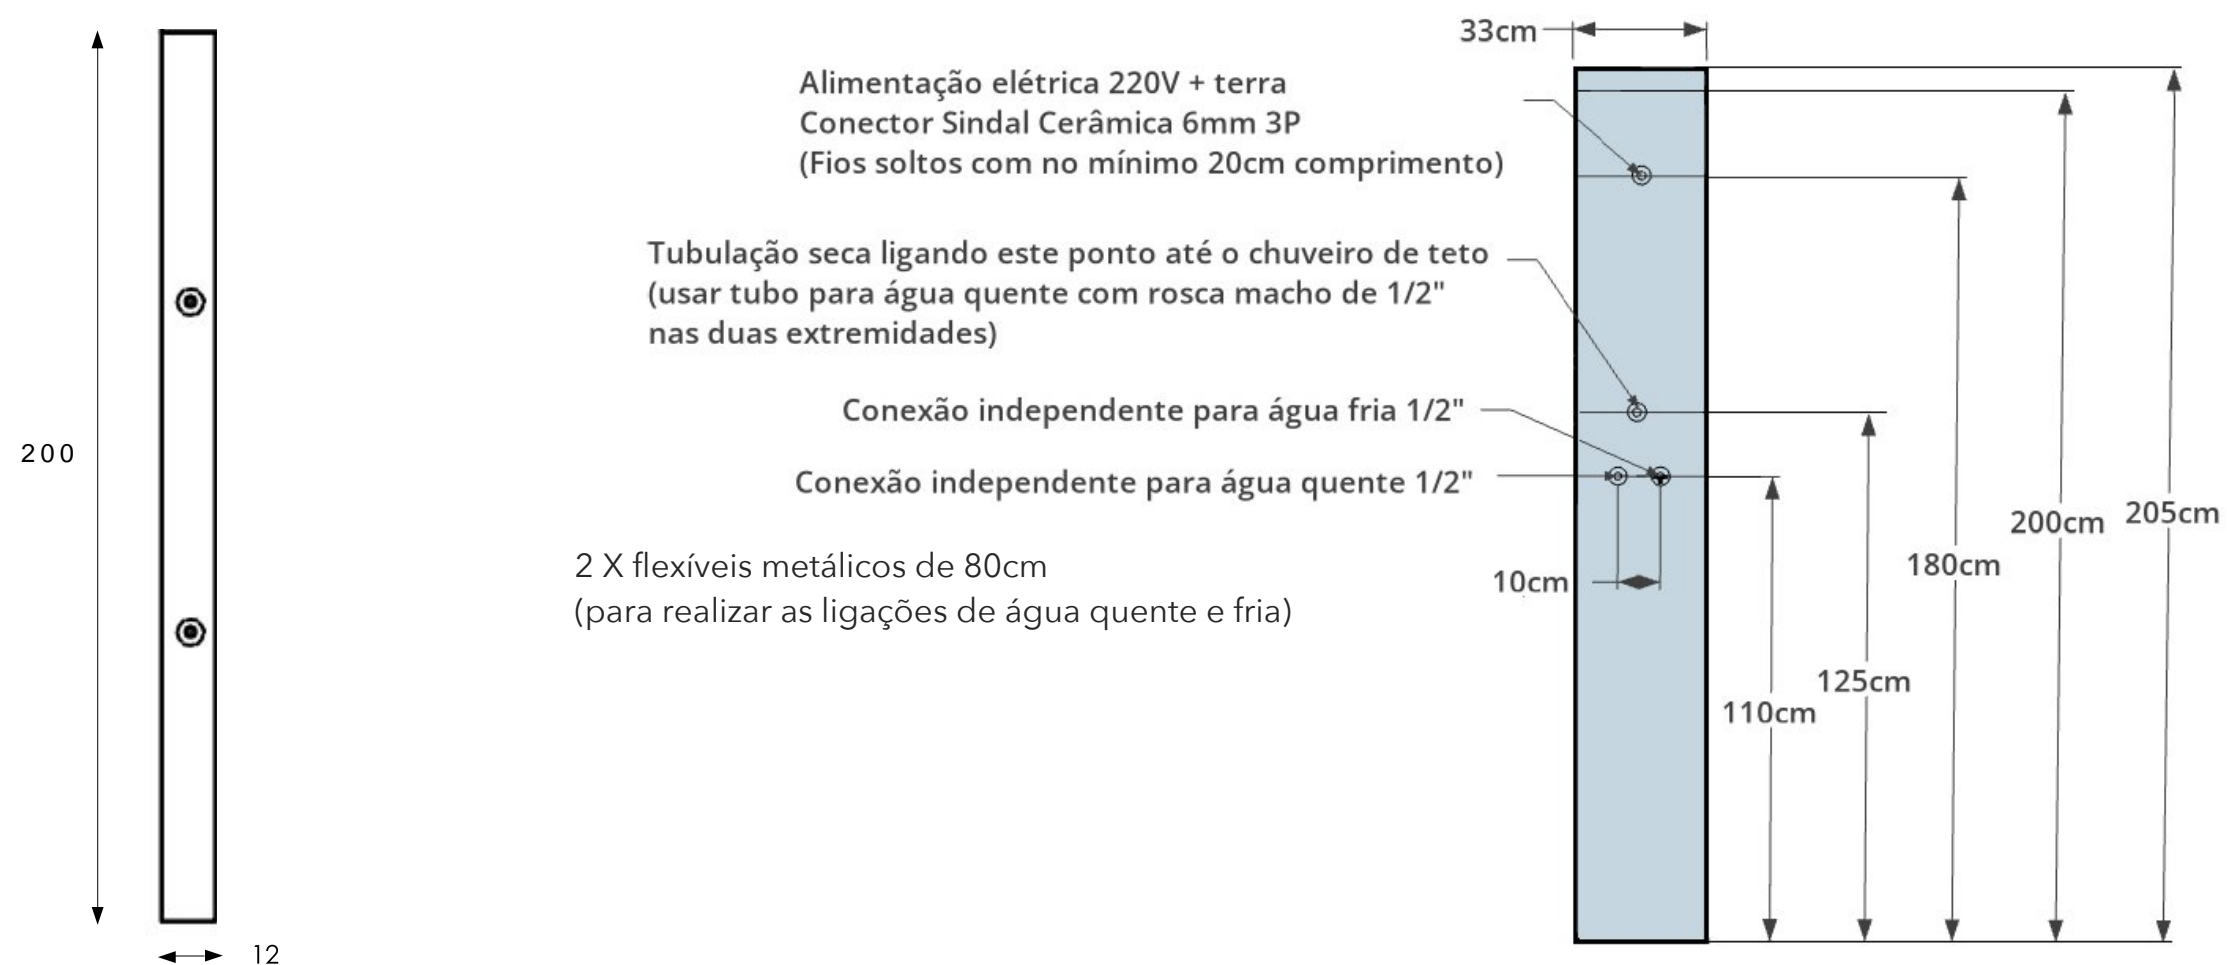 33cm
Alimentação elétrica 220V + terra
Conector Sindal Cerâmica 6mm 3P
(Fios soltos com no mínimo 20cm comprimento)
Tubulação seca ligando este ponto até o chuveiro de teto
(usar tubo para água quente com rosca macho de 1/2"
nas duas extremidades)
Conexão independente para água fria 1/2"
200
Conexão independente para água quente 1/2"
205cm
200cm
2 X flexíveis metálicos de 80cm
180cm
10cm
(para realizar as ligações de água quente e fria)
125cm
110cm
12